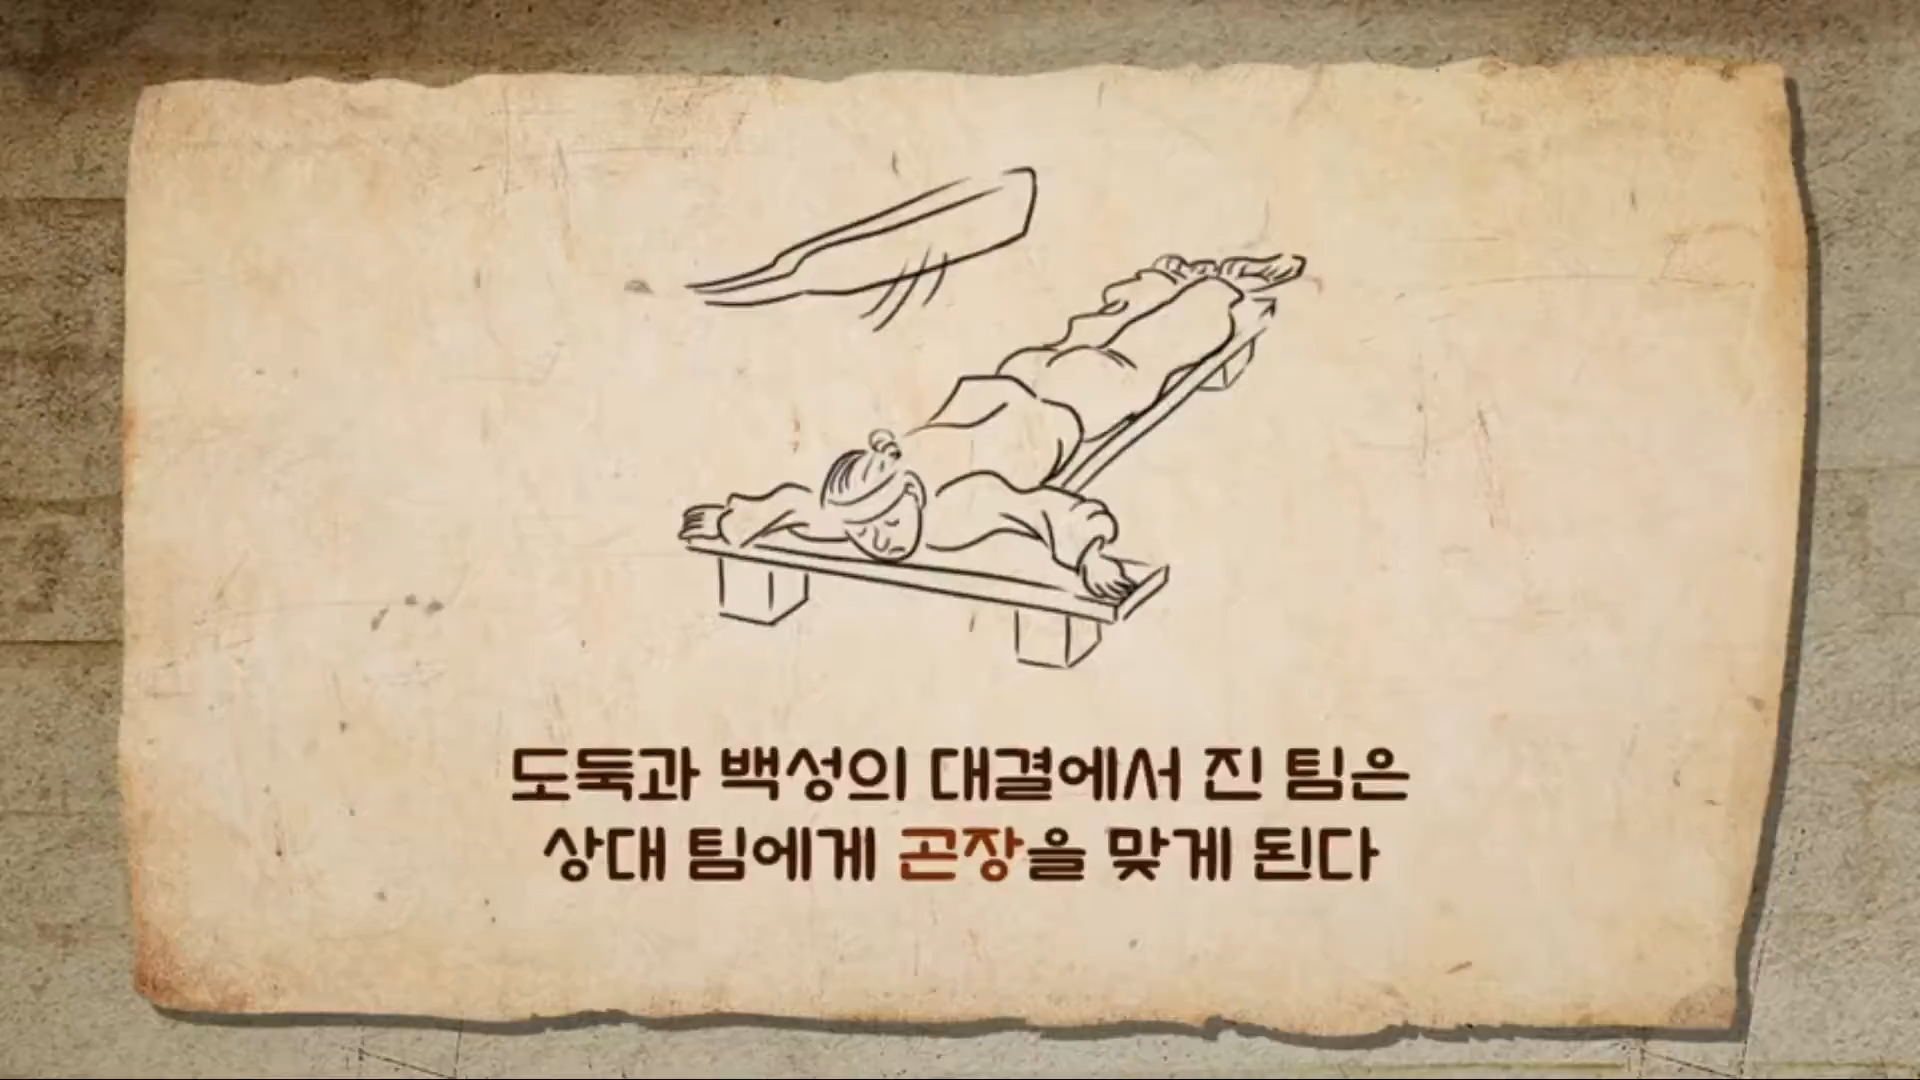 도둑과 백성의 대결에서 진 팀은
상대 팀에게 곤장을 맞게 된다